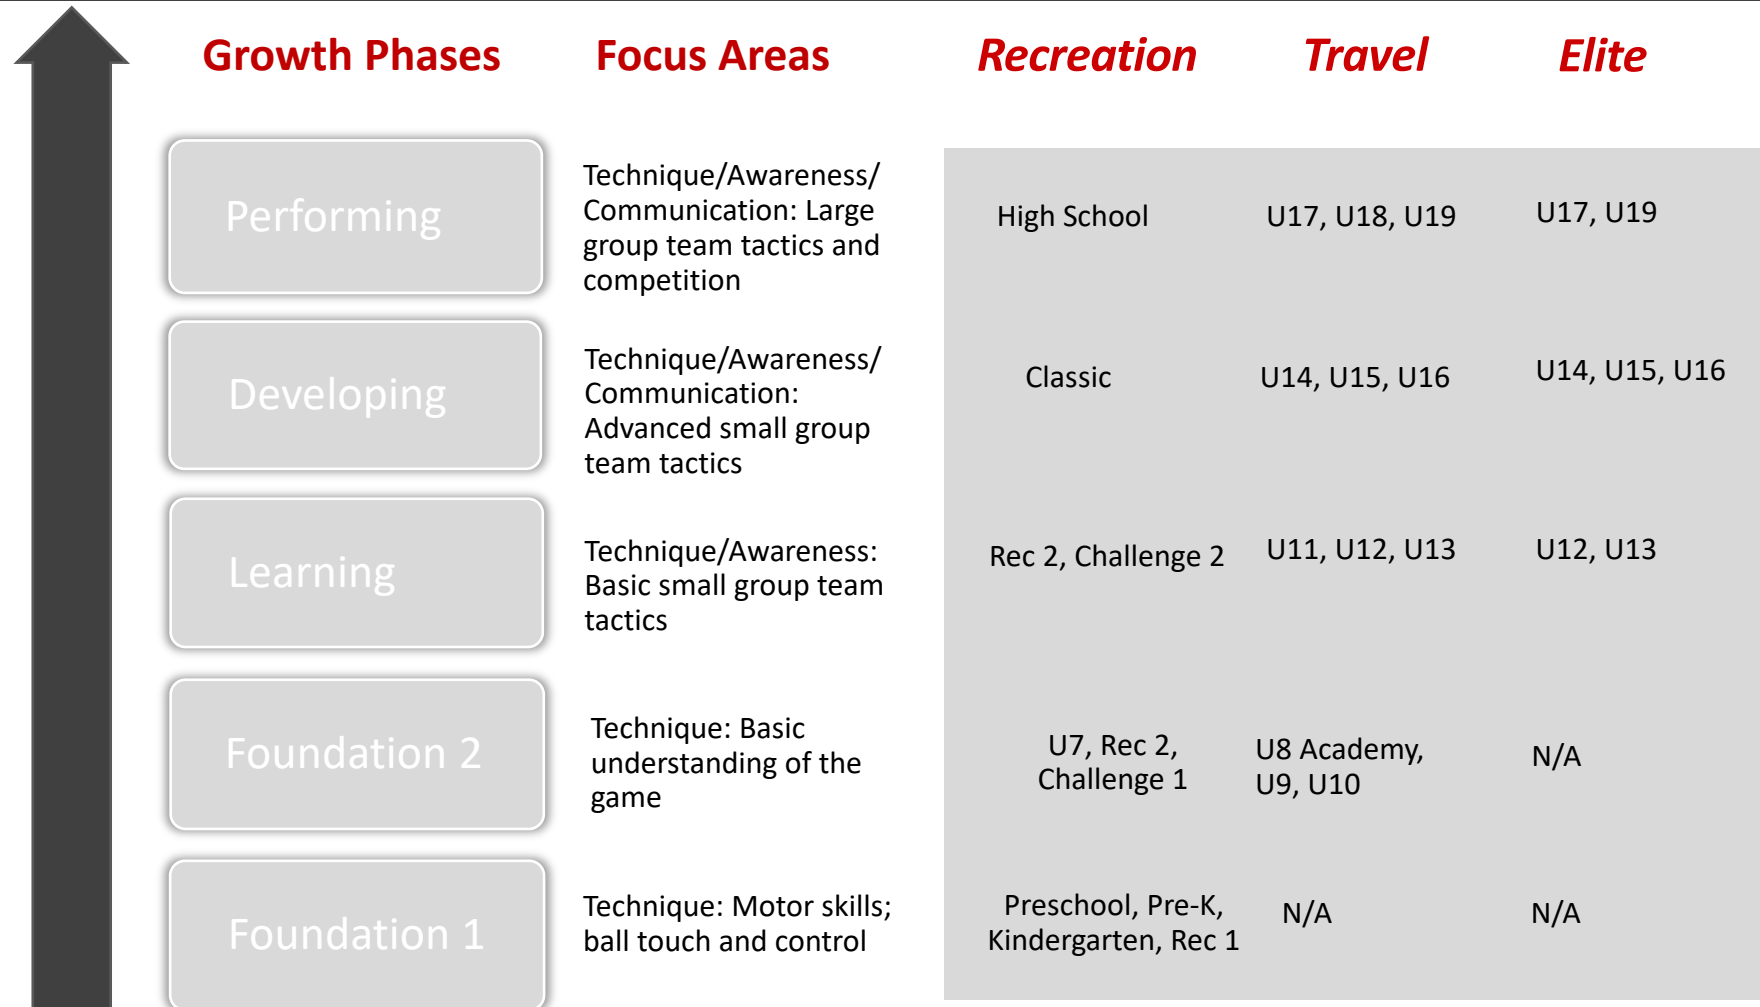 Growth Phases Focus Areas Recreation Travel Elite
Performing
Technique/Awareness/
Communication: Large
group team tactics and
competition
High School
U17, U18, U19
U17, U19
Developing
Technique/Awareness/
Communication:
Advanced small group
team tactics
Classic
U14, U15, U16
U14, U15, U16
Learning
Technique/Awareness:
Basic small group team
tactics
Rec 2, Challenge 2
U11, U12, U13
U12, U13
Foundation 2
Technique: Basic
understanding of the
game
U7, Rec 2,
Challenge 1
U8 Academy,
U9, U10
N/A
Foundation 1
Technique: Motor skills;
ball touch and control
Preschool, Pre-K,
Kindergarten, Rec 1
N/A
N/A